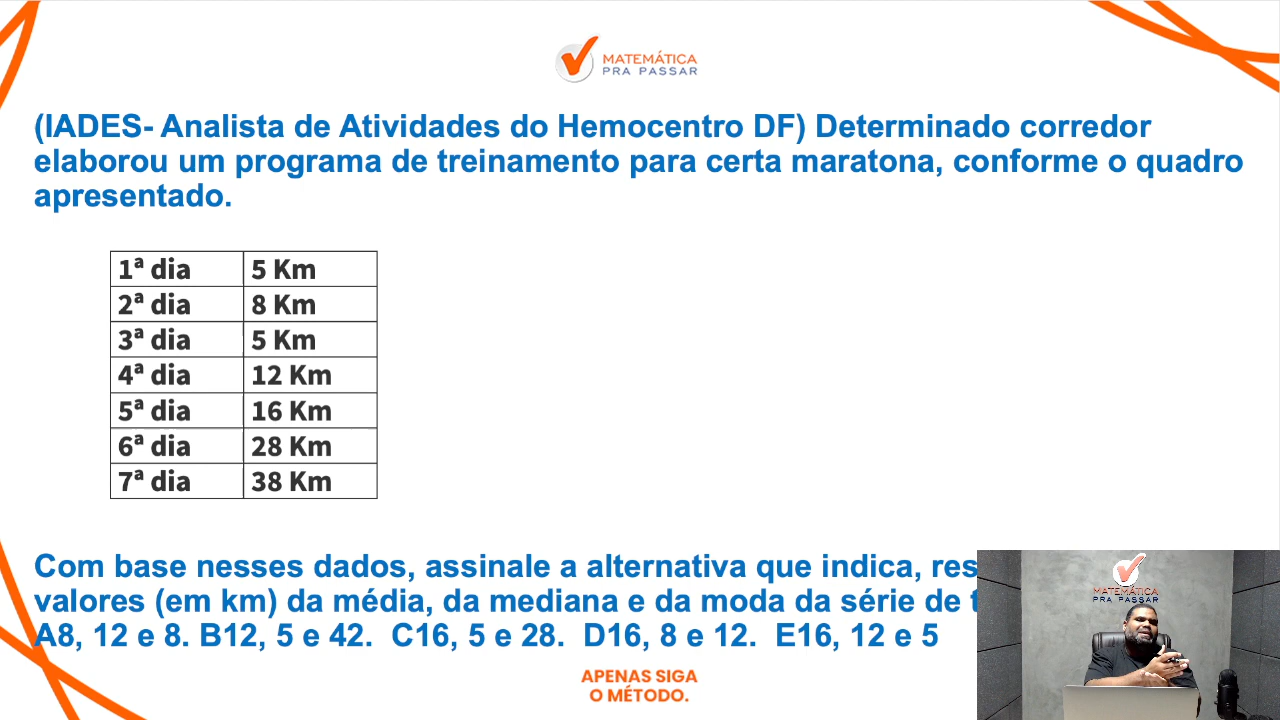 MATEMÁTICA
PRA PASSAR
(IADES- Analista de Atividades do Hemocentro DF) Determinado corredor
elaborou um programa de treinamento para certa maratona, conforme o quadro
apresentado.
1ª dia 5 Km
2ª dia 8 Km
3ª dia 5 Km
4ª dia 12 Km
5ª dia 16 Km
6ª dia 28 Km
7ª dia 38 Km
Com base nesses dados, assinale a alternativa que indica,
valores (em km) da média, da mediana e da moda da série de
A8, 12 e 8. B12, 5 e 42. C16, 5 e 28. D16, 8 e 12. E16, 12 e 5
APENAS SIGA
O MÉTODO.
MATEMÁTICA
PRA PASSAR